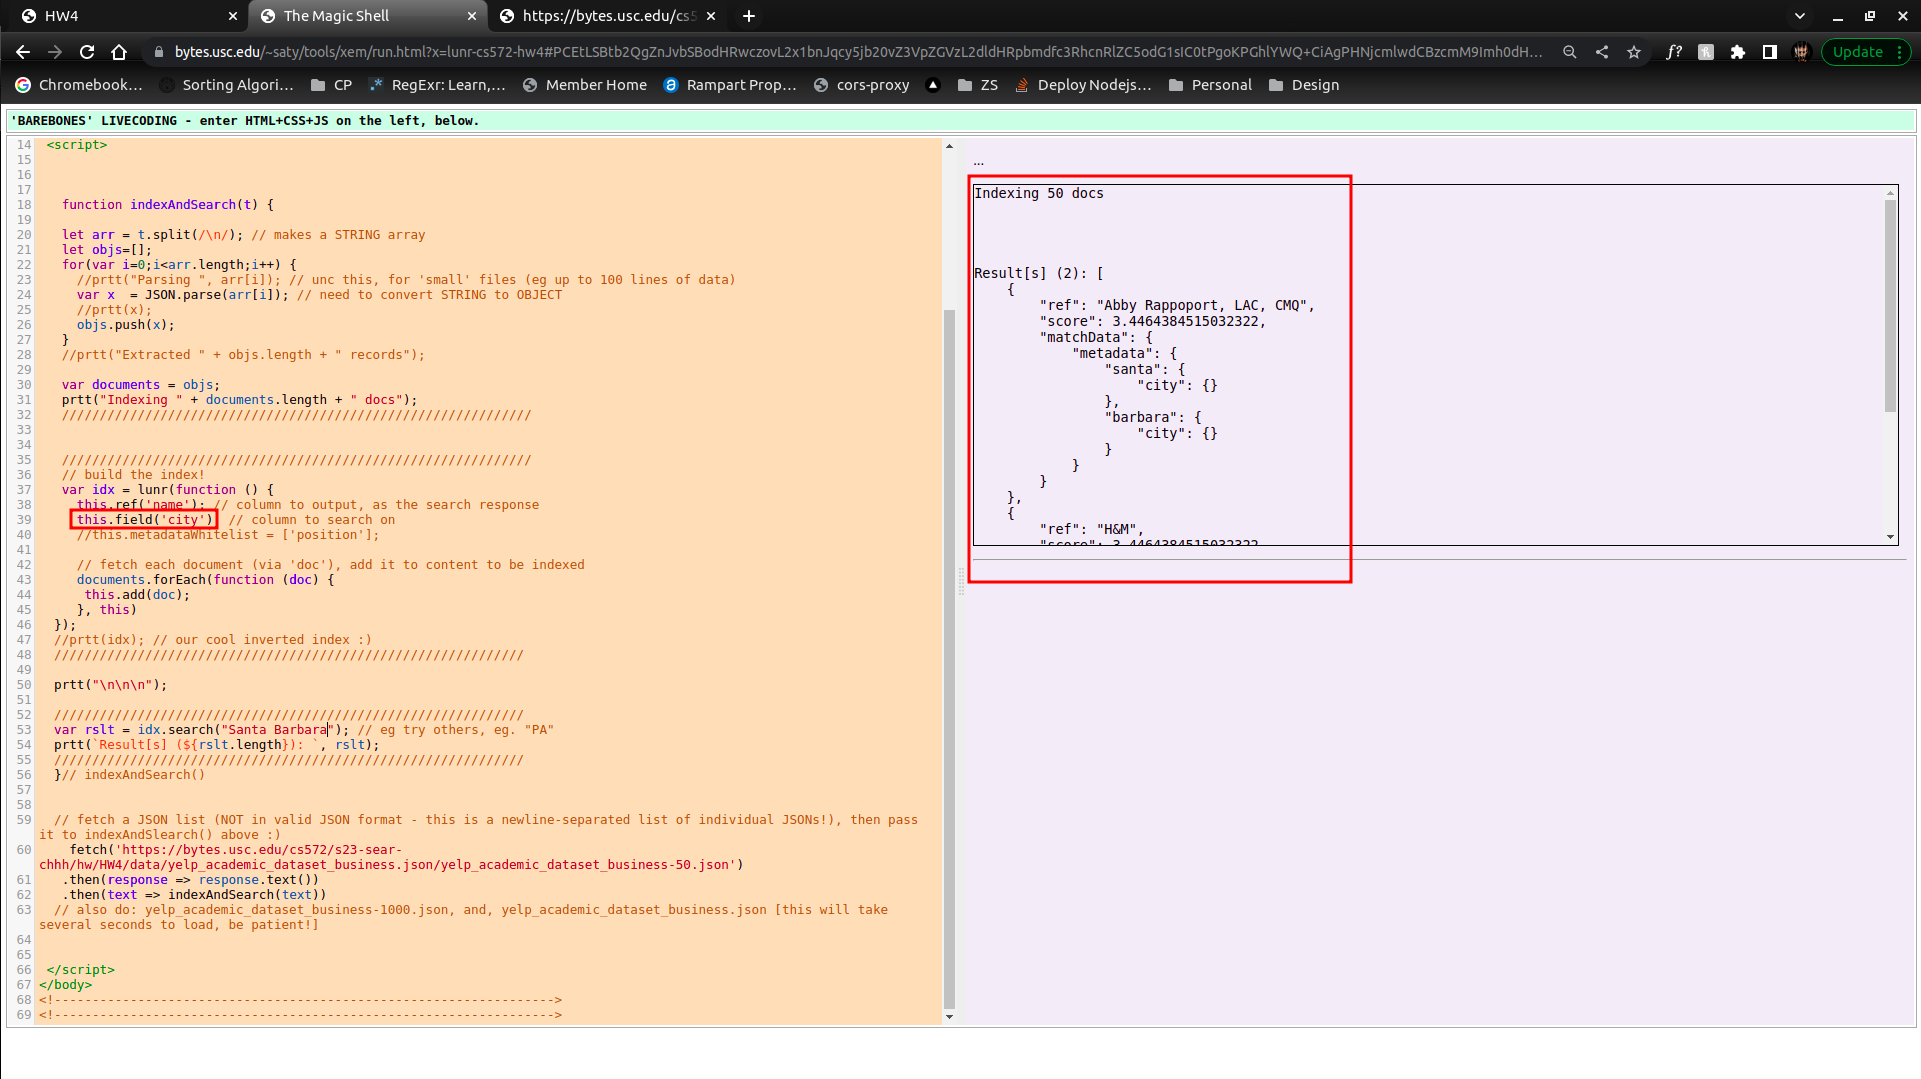 HW4
The Magic Shell
https://bytes.usc.edu/cs5
bytes.usc.edu/~saty/tools/xem/run.html?x=lunr-cs572-hw4#PCEtLSBtb2QgZnJvbSBodHRwczovL2x1bnJqcy5jb20vZ3VpZGVzL2dldHRpbmdfc3RhcnRlZC5odG1sIC0tPgoKPGhlYWQ+CiAgPHNjcmlwdCBzcmM9Imh0dH...
Update
Chromebook...
Sorting Algori...
CP
RegExr: Learn,...
Member Home
Rampart Prop...
cors-proxy
ZS
Deploy Nodejs...
Personal
Design
'BAREBONES' LIVECODING - enter HTML+CSS+JS on the left, below.
14 <script>
15
16
17
18 function indexAndSearch(t) {
19
20 let arr = t.split(/\n/); // makes a STRING array
21 let objs=[];
22 for(var i=0;i<arr.length;i++) {
23 //prtt("Parsing ", arr[i]); // unc this, for 'small' files (eg up to 100 lines of data)
24 var x  = JSON.parse(arr[i]); // need to convert STRING to OBJECT
25 //prtt(x);
26 objs.push(x);
27 }
28 //prtt("Extracted " + objs.length + " records");
29
30 var documents = objs;
31 prtt("Indexing " + documents.length + " docs");
32 //////////////////////////////////////////////////////////////
33
34
35 //////////////////////////////////////////////////////////////
36 // build the index!
37 var idx = lunr(function () {
38 this.ref('name'); // column to output, as the search response
39 this.field('city') // column to search on
40 //this.metadataWhitelist = ['position'];
41
42 // fetch each document (via 'doc'), add it to content to be indexed
43 documents.forEach(function (doc) {
44 this.add(doc);
45 }, this)
46 });
47 //prtt(idx); // our cool inverted index :)
48 //////////////////////////////////////////////////////////////
49
50 prtt("\n\n\n");
51
52 //////////////////////////////////////////////////////////////
53 var rslt = idx.search("Santa Barbara"); // eg try others, eg. "PA"
54 prtt(`Result[s] (${rslt.length}): `, rslt);
55 //////////////////////////////////////////////////////////////
56 }// indexAndSearch()
57
58
59 // fetch a JSON list (NOT in valid JSON format - this is a newline-separated list of individual JSONs!), then pass
it to indexAndSlearch() above :)
60 fetch('https://bytes.usc.edu/cs572/s23-sear-
chhh/hw/HW4/data/yelp_academic_dataset_business.json/yelp_academic_dataset_business-50.json')
61 .then(response => response.text())
62 .then(text => indexAndSearch(text))
63 // also do: yelp_academic_dataset_business-1000.json, and, yelp_academic_dataset_business.json [this will take
several seconds to load, be patient!]
64
65
66 </script>
67 </body>
68 <!------------------------------------------------------------------>
69 <!------------------------------------------------------------------>
...
Indexing 50 docs
Result[s] (2): [
{
"ref": "Abby Rappoport, LAC, CMQ",
"score": 3.4464384515032322,
"matchData": {
"metadata": {
"santa": {
"city": {}
},
"barbara": {
"city": {}
}
}
}
},
{
"ref": "H&M",
"score": 3.4464384515032322